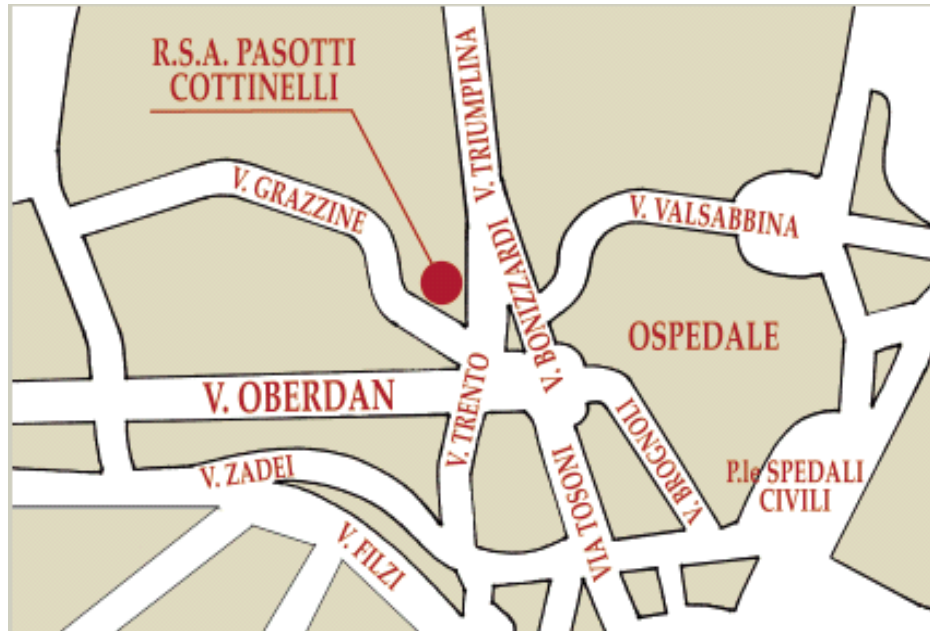 R.S.A. PASOTTI
COTTINELLI
V. TRIUMPLINA
V. GRAZZINE
V. VALSABBINA
V. BONIZZARDI
OSPEDALE
V. OBERDAN
V. TRENTO
V. BROGNOLI
V. ZADEI
VIA TOSONI
P.le SPEDALI
CIVILI
V. FILZI